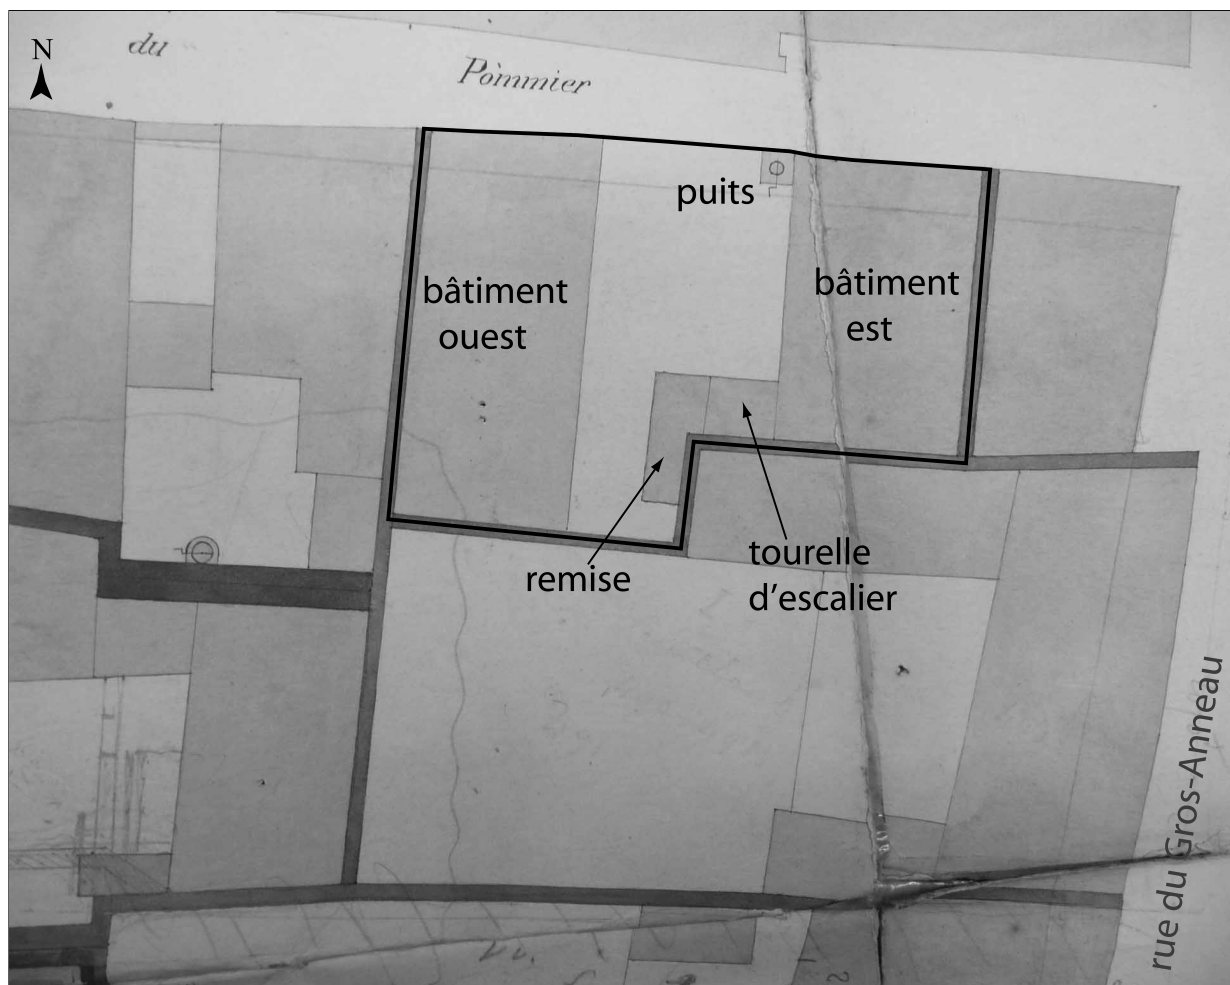 N
du
Pommier
puits
bâtiment
ouest
bâtiment
est
remise
tourelle
d'escalier
rue du Gros-Anneau